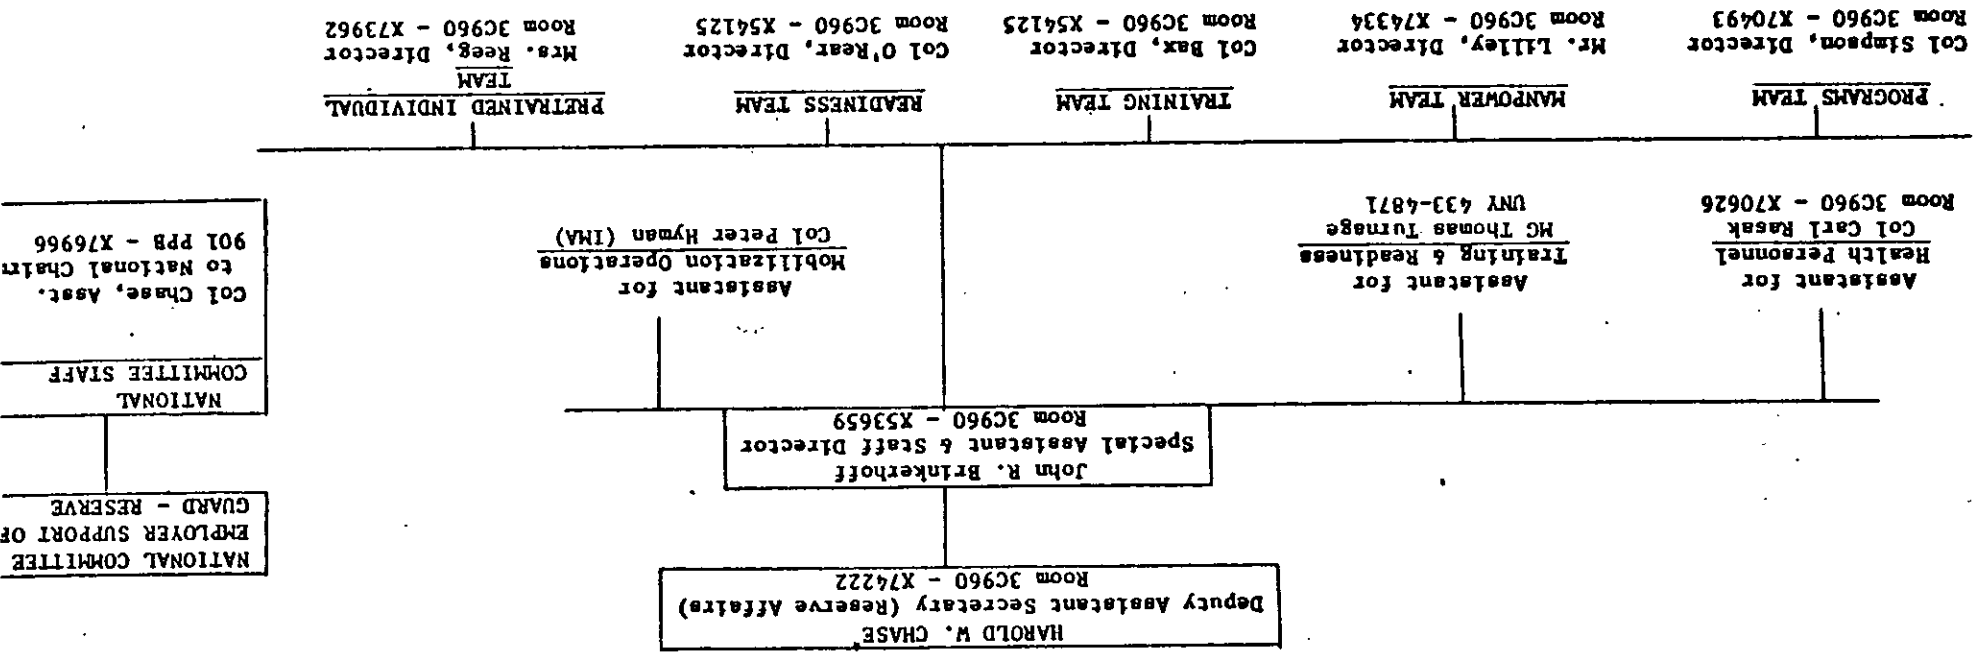 HAROLD W. CHASE
Deputy Assistant Secretary (Reserve Affairs)
Room 3C960 - X74222
NATIONAL COMMITTEE
EMPLOYER SUPPORT OF
GUARD - RESERVE
John R. Brinkerhoff
Special Assistant & Staff Director
Room 3C960 - X53659
NATIONAL
COMMITTEE STAFF
Col Chase, Asst.
to National
901 PPB - X76966
Assistant for
Health Personnel
Col Carl Rasak
Room 3C960 - X70626
Assistant for
Training & Readiness
MG Thomas Turnage
UNY 433-4871
Assistant for
Mobilization Operations
Col Peter Hyman (IMA)
PROGRAMS TEAM
Col Simpson, Director
Room 3C960 - X70493
MANPOWER TEAM
Mr. Lilley, Director
Room 3C960 - X74334
TRAINING TEAM
Col Bax, Director
Room 3C960 - X54125
READINESS TEAM
Col O'Rear, Director
Room 3C960 - X54125
PRETRAINED INDIVIDUAL
TEAM
Mrs. Reeg, Director
Room 3C960 - X73962